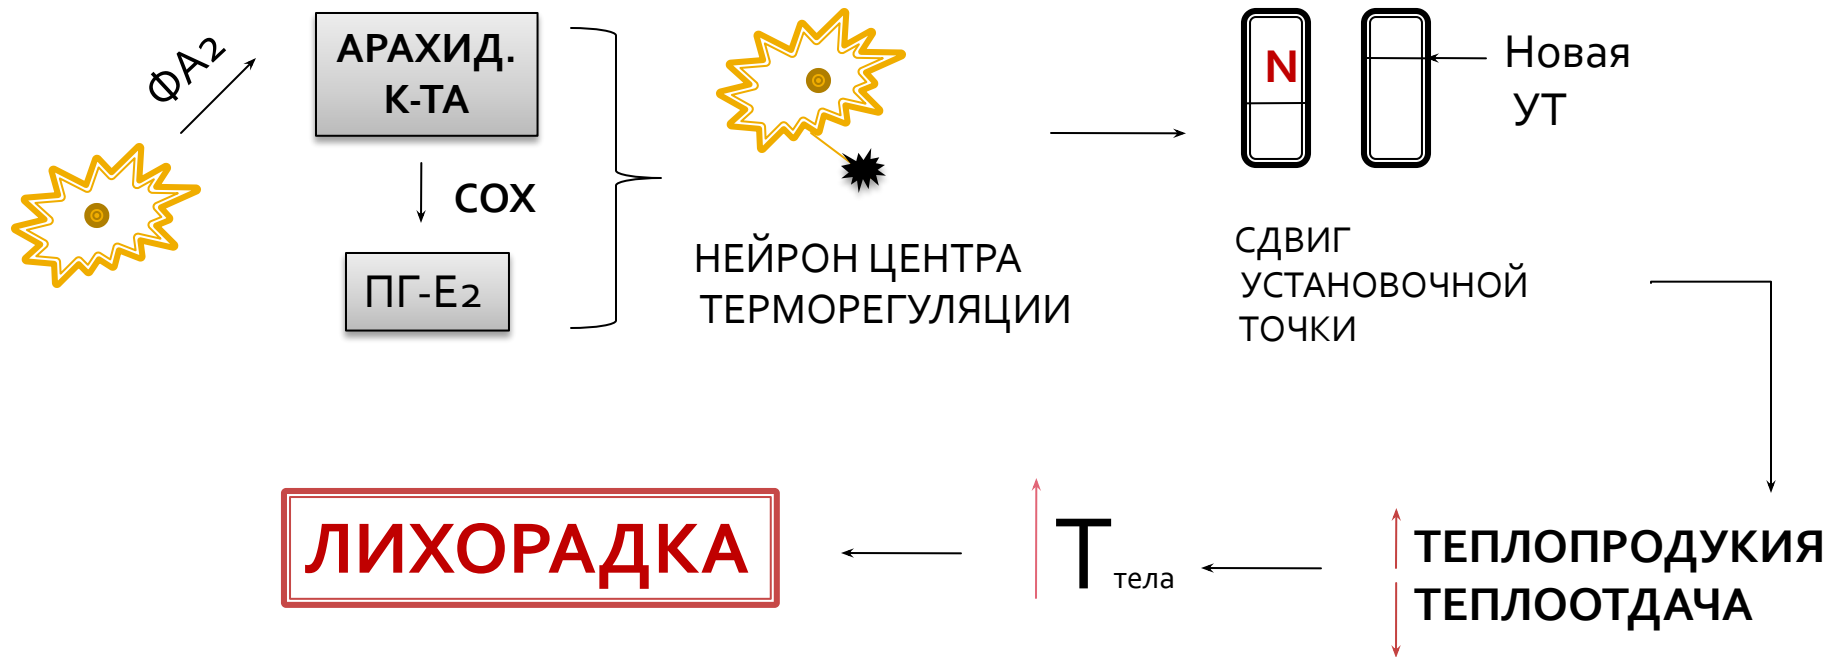 ФА2
АРАХИД.
К-ТА
СОХ
ПГ-Е2
НЕЙРОН ЦЕНТРА
ТЕРМОРЕГУЛЯЦИИ
N
Новая
УТ
СДВИГ
УСТАНОВОЧНОЙ
ТОЧКИ
ТЕПЛОПРОДУКИЯ
ТЕПЛООТДАЧА
Т тела
ЛИХОРАДКА